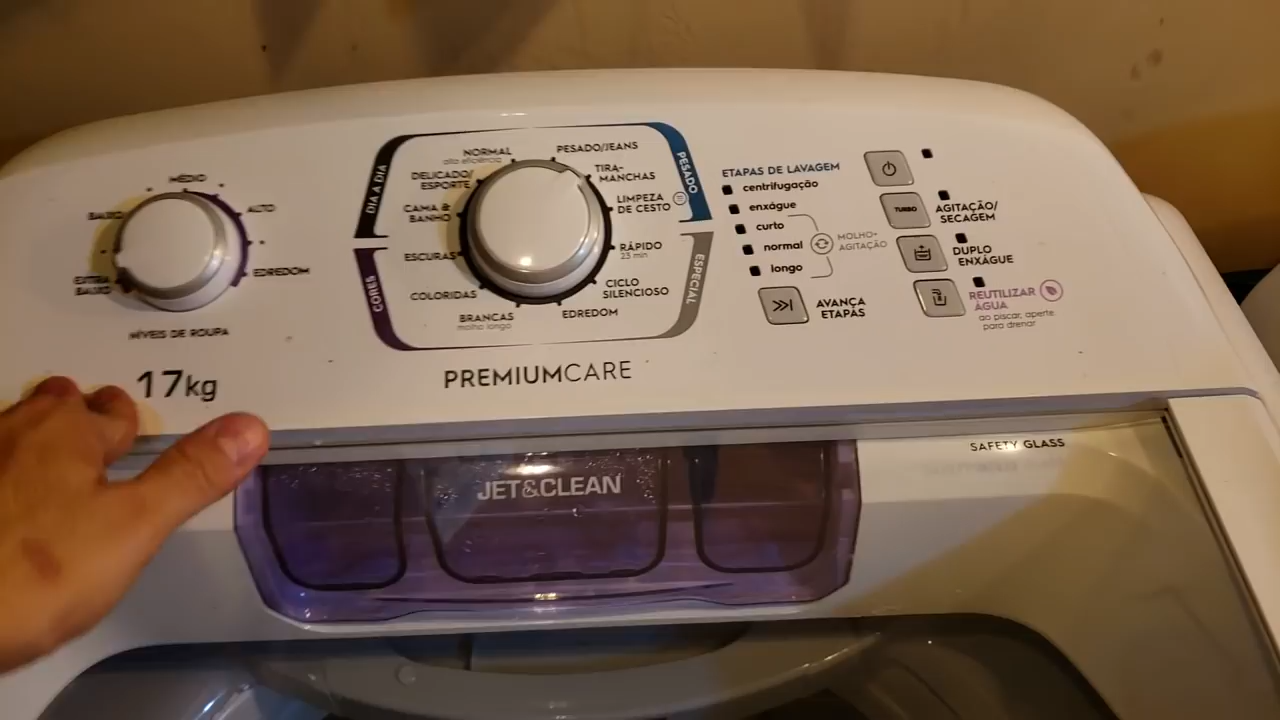 MÉDIO
BAIXO
ALTO
EXTRA
BAIXO
EDREDOM
NÍVEIS DE ROUPA
17kg
DIA A DIA
NORMAL
alta eficiência
DELICADO/
ESPORTE
CAMA &
BANHO
CORES
ESCURAS
COLORIDAS
BRANCAS
molho longo
PESADO
PESADO/JEANS
TIRA-
MANCHAS
LIMPEZA
DE CESTO
ESPECIAL
RÁPIDO
23 min
CICLO
SILENCIOSO
EDREDOM
PREMIUMCARE
ETAPAS DE LAVAGEM
centrifugação
enxágue
curto
normal
longo
MOLHO-
AGITAÇÃO
AVANÇA
ETAPAS
TURBO
AGITAÇÃO/
SECAGEM
DUPLO
ENXÁGUE
REUTILIZAR
ÁGUA
ao piscar, aperte
para drenar
SAFETY GLASS
JET&CLEAN